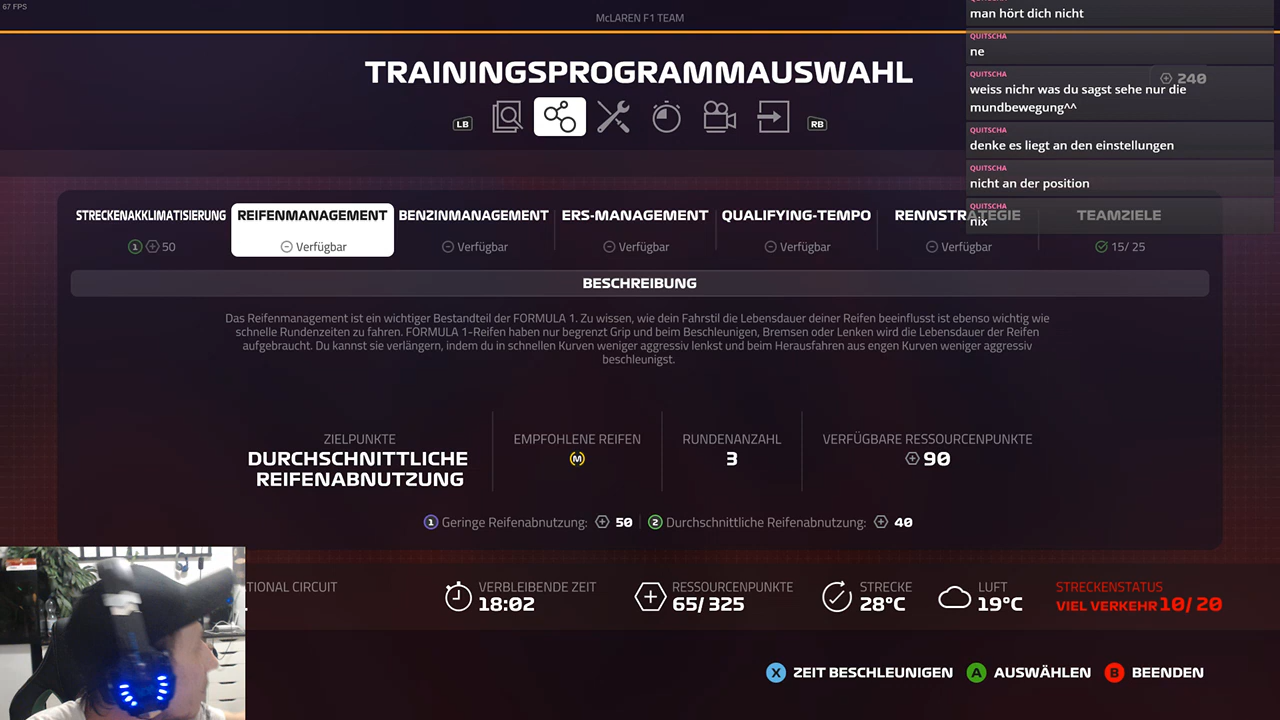 67 FPS
McLAREN F1 TEAM
QUITSCHA
man hört dich nicht
QUITSCHA
ne
QUITSCHA
weiss nichr was du sagst sehe nur die
mundbewegung^^
QUITSCHA
denke es liegt an den einstellungen
QUITSCHA
nicht an der position
QUITSCHA
nix
240
TRAININGSPROGRAMMAUSWAHL
LB
RB
STRECKENAKKLIMATISIERUNG
1 50
REIFENMANAGEMENT
Verfügbar
BENZINMANAGEMENT
Verfügbar
ERS-MANAGEMENT
Verfügbar
QUALIFYING-TEMPO
Verfügbar
RENNSTRATEGIE
Verfügbar
TEAMZIELE
15/ 25
BESCHREIBUNG
Das Reifenmanagement ist ein wichtiger Bestandteil der FORMULA 1. Zu wissen, wie dein Fahrstil die Lebensdauer deiner Reifen beeinflusst ist ebenso wichtig wie
schnelle Rundenzeiten zu fahren. FORMULA 1-Reifen haben nur begrenzt Grip und beim Beschleunigen, Bremsen oder Lenken wird die Lebensdauer der Reifen
aufgebraucht. Du kannst sie verlängern, indem du in schnellen Kurven weniger aggressiv lenkst und beim Herausfahren aus engen Kurven weniger aggressiv
beschleunigst.
ZIELPUNKTE
DURCHSCHNITTLICHE
REIFENABNUTZUNG
EMPFOHLENE REIFEN
M
RUNDENANZAHL
3
VERFÜGBARE RESSOURCENPUNKTE
90
1 Geringe Reifenabnutzung: 50
2 Durchschnittliche Reifenabnutzung: 40
TIONAL CIRCUIT
VERBLEIBENDE ZEIT
18:02
RESSOURCENPUNKTE
65/ 325
STRECKE
28°C
LUFT
19°C
STRECKENSTATUS
VIEL VERKEHR 10/ 20
X ZEIT BESCHLEUNIGEN
A AUSWÄHLEN
B BEENDEN